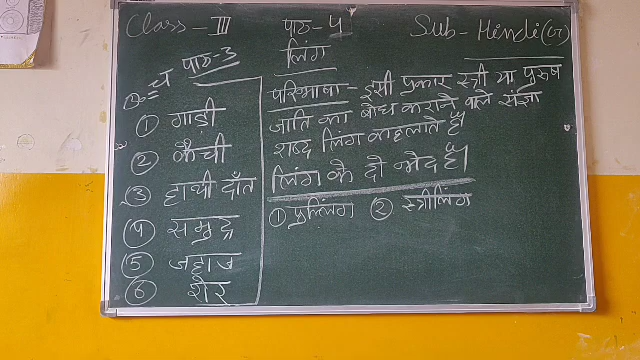 Class - III
पाठ - 4
Sub - Hindi (Gr)
लिंग
पाठ-3
च
① गाड़ी
② कैंची
③ हाथी दाँत
④ समुद्र
⑤ जहाज
⑥ शेर
परिभाषा - इसी प्रकार स्त्री या पुरुष
जाति का बोध कराने वाले संज्ञा
शब्द लिंग कहलाते हैं।
लिंग के दो भेद हैं।
① पुल्लिंग ② स्त्रीलिंग